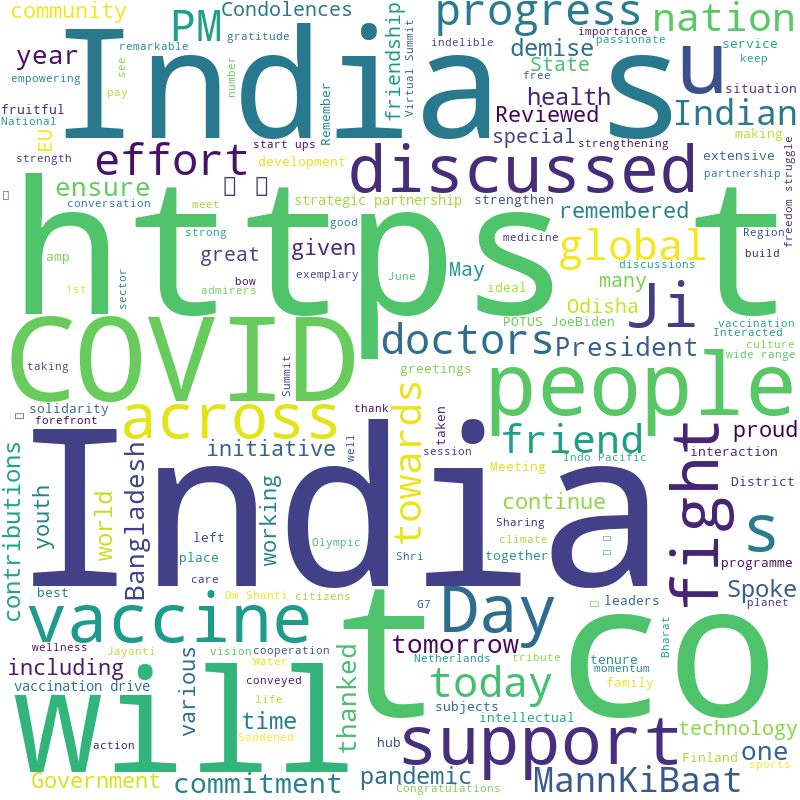 community
PM
Condolences
progress
nation
India s
u
year
remarkable
gratitude
friendship
Virtual Summit
indelible
demise
importance
passionate
service
State
keep
empowering
see
pay
number
Remember
free
situation
health
Indian
fruitful
National
EU
Reviewed
special
strengthening
making
start ups
effort
strength
development
discussed
extensive
partnership
freedom struggle
ensure
conversation
meet
strategic partnership
strengthen
remembered
https t
strong
good
great
given
medicine
global
Region
build
amp
bow
exemplary
June
May
discussions
many
1st
sector
admirers
ideal
Odisha
Ji
POTUS JoeBiden
vaccination
Interacted
COVID
doctors
President
culture
wide range
taking
Summit
greetings
people
solidarity
forefront
across
thank
taken
friend
proud
contributions
youth
world
Bangladesh
initiative
working
well
towards
session
Indo Pacific
Meeting
fight
interaction
India
continue
District
left
Olympic
Sharing
s
place
Shri
climate
together
programme
care
best
Om Shanti
citizens
G7
leaders
Spoke
planet
vaccine
t co
Day
wellness
Jayanti
vision
cooperation
thanked
tomorrow
tenure
Bharat
including
various
Water
Netherlands
tribute
momentum
vaccination drive
conveyed
family
Will
life
today
time
subjects
intellectual
technology
Saddened
action
hub
support
one
Government
commitment
pandemic
Congratulations
MannKiBaat
Finland
sports